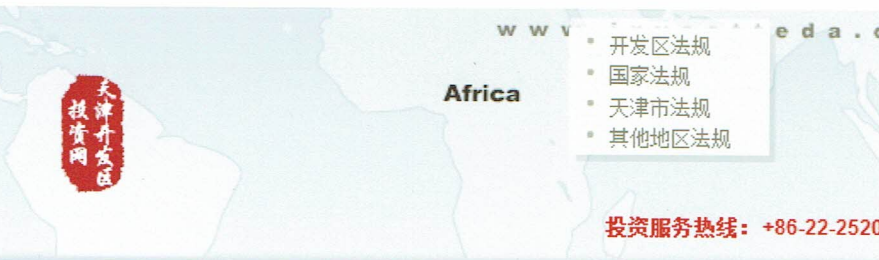 Africa
开发区法规
国家法规
天津市法规
其他地区法规
天津开发区
投资网
投资服务热线：+86-22-2520